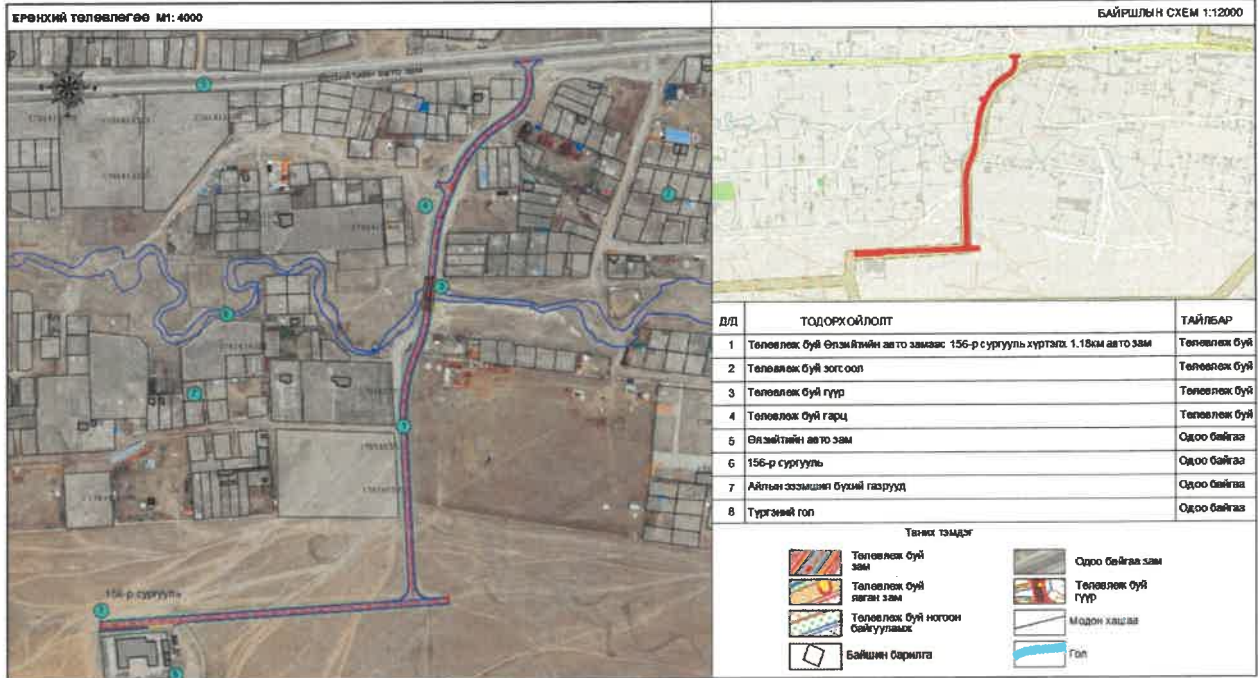 ЕРӨНХИЙ ТӨЛӨВЛӨГӨӨ М1: 4000
БАЙРШЛЫН СХЕМ 1:12000
156-р сургууль
Д/Д ТОДОРХОЙЛОЛТ ТАЙЛБАР
1 Төлөвлөж буй Өлзийтийн авто замаас 156-р сургууль хүртэлх 1.18км авто зам Төлөвлөж буй
2 Төлөвлөж буй зогсоол Төлөвлөж буй
3 Төлөвлөж буй гүүр Төлөвлөж буй
4 Төлөвлөж буй гарц Төлөвлөж буй
5 Өлзийтийн авто зам Одоо байгаа
6 156-р сургууль Одоо байгаа
7 Айлын эзэмшил бүхий газрууд Одоо байгаа
8 Түргэний гол Одоо байгаа
Таних тэмдэг
Төлөвлөж буй зам
Одоо байгаа зам
Төлөвлөж буй явган зам
Төлөвлөж буй гүүр
Төлөвлөж буй ногоон байгууламж
Модон хашаа
Байшин барилга
Гол